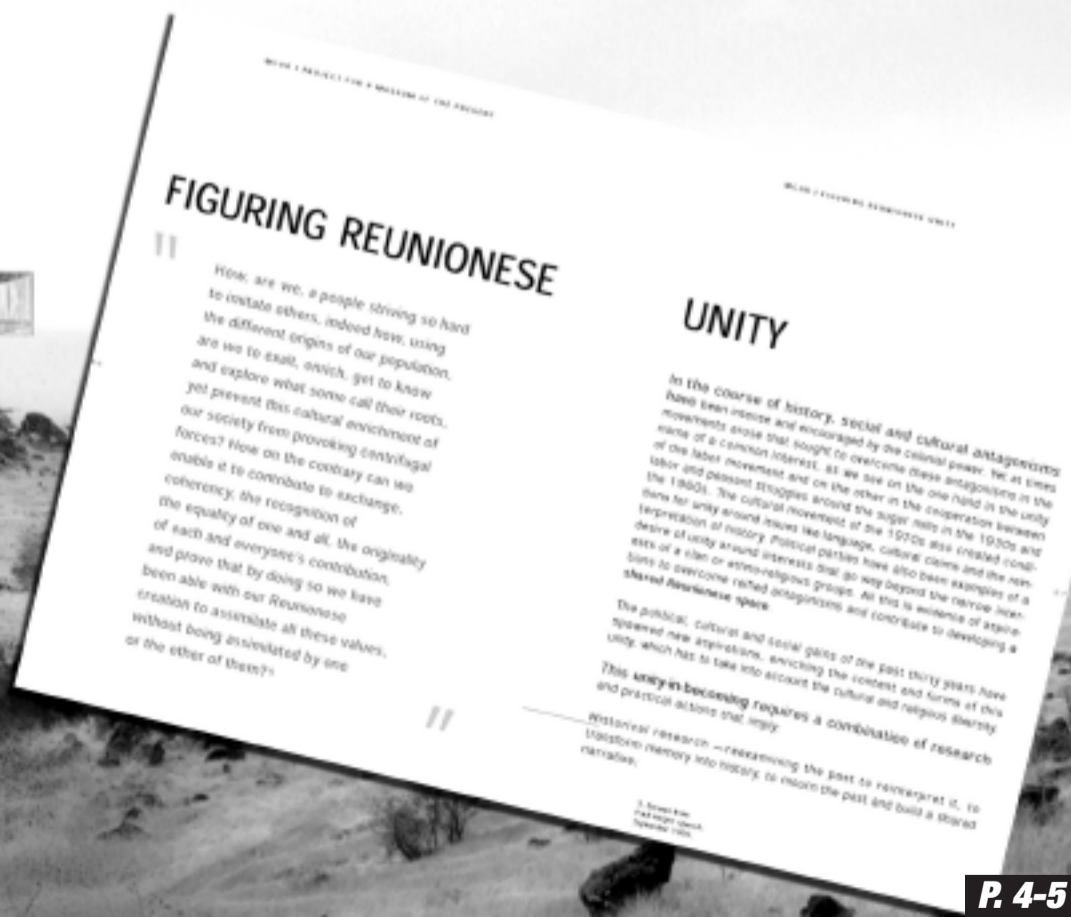 MCUR / PROJECT FOR A MUSEUM OF THE PRESENT
FIGURING REUNIONESE
"
How, are we, a people striving so hard
to imitate others, indeed how, using
the different origins of our population,
are we to exalt, enrich, get to know
and explore what some call their roots,
yet prevent this cultural enrichment of
our society from provoking centrifugal
forces? How on the contrary can we
enable it to contribute to exchange,
coherency, the recognition of
the equality of one and all, the originality
of each and everyone's contribution,
and prove that by doing so we have
been able with our Reunionese
creation to assimilate all these values,
without being assimilated by one
or the other of them?
"
MCUR / FIGURING REUNIONESE UNITY
UNITY
In the course of history, social and cultural antagonisms
have been intense and encouraged by the colonial power. Yet at times
movements arose that sought to overcome these antagonisms in the
name of a common interest, as we see on the one hand in the unity
of the labor movement and on the other in the cooperation between
labor and peasant struggles around the sugar mills in the 1950s and
the 1960s. The cultural movement of the 1970s also created condi-
tions for unity around issues like language, cultural claims and the rein-
terpretation of history. Political parties have also been examples of a
desire of unity around interests that go way beyond the narrow inter-
ests of a clan or ethno-religious groups. All this is evidence of aspira-
tions to overcome reified antagonisms and contribute to developing a
shared Reunionese space.
The political, cultural and social gains of the past thirty years have
spawned new aspirations, enriching the content and forms of this
unity, which has to take into account the cultural and religious diversity.
This unity-in-becoming requires a combination of research
and practical actions that imply:
Historical research —reexamining the past to reinterpret it, to
transform memory into history, to mourn the past and build a shared
narrative;
P. 4-5